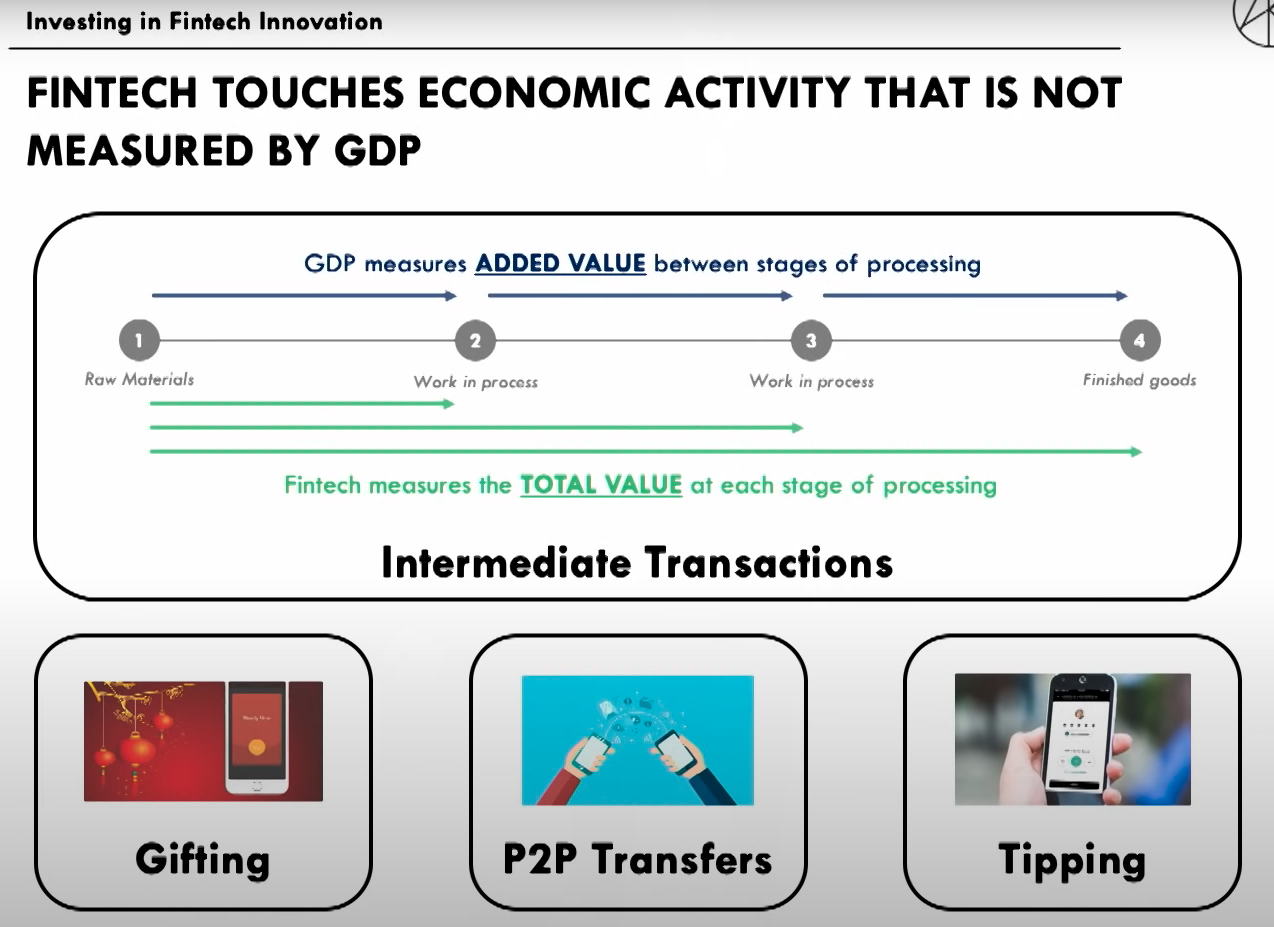 Investing in Fintech Innovation
FINTECH TOUCHES ECONOMIC ACTIVITY THAT IS NOT
MEASURED BY GDP
GDP measures ADDED VALUE between stages of processing
1
2
3
4
Raw Materials
Work in process
Work in process
Finished goods
Fintech measures the TOTAL VALUE at each stage of processing
Intermediate Transactions
Gifting
P2P Transfers
Tipping